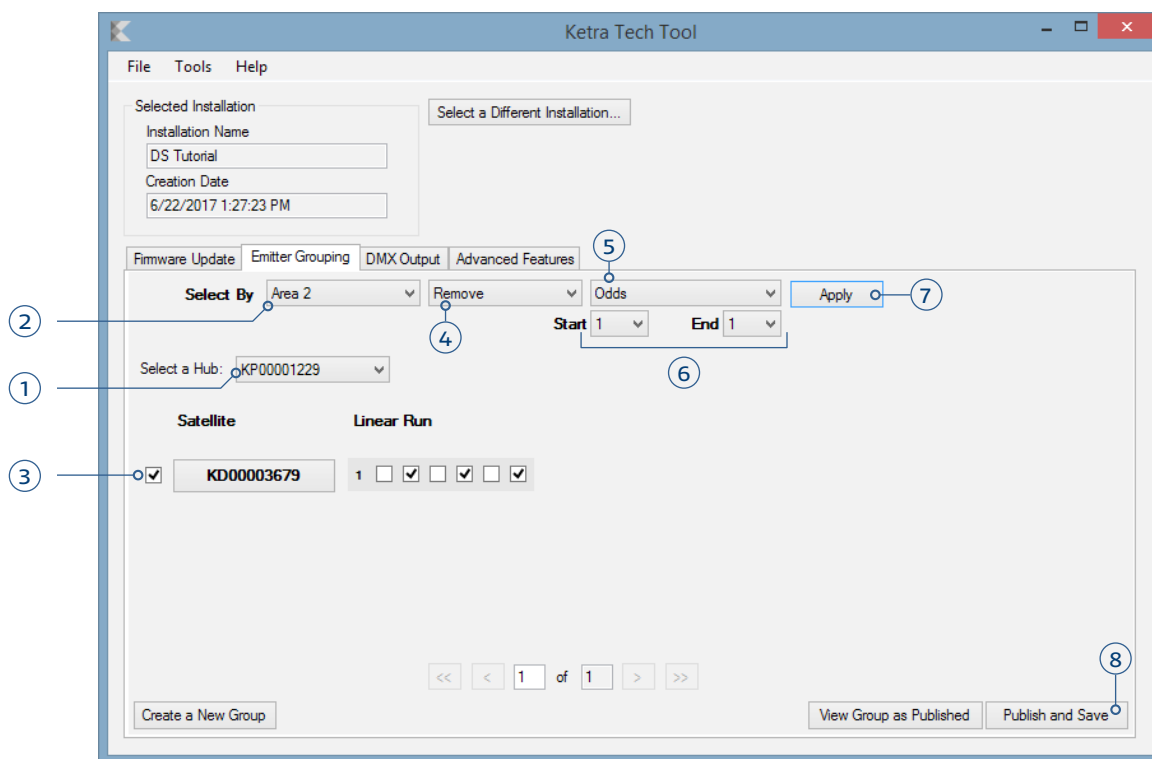 Ketra Tech Tool
File Tools Help
Selected Installation
Select a Different Installation...
Installation Name
DS Tutorial
Creation Date
6/22/2017 1:27:23 PM
Firmware Update Emitter Grouping DMX Output Advanced Features
5
Select By Area 2 Remove Odds Apply 7
2
4
Start 1 End 1
6
1
Select a Hub: KP00001229
Satellite Linear Run
3
KD00003679 1
<< < 1 of 1 > >>
8
Create a New Group View Group as Published Publish and Save